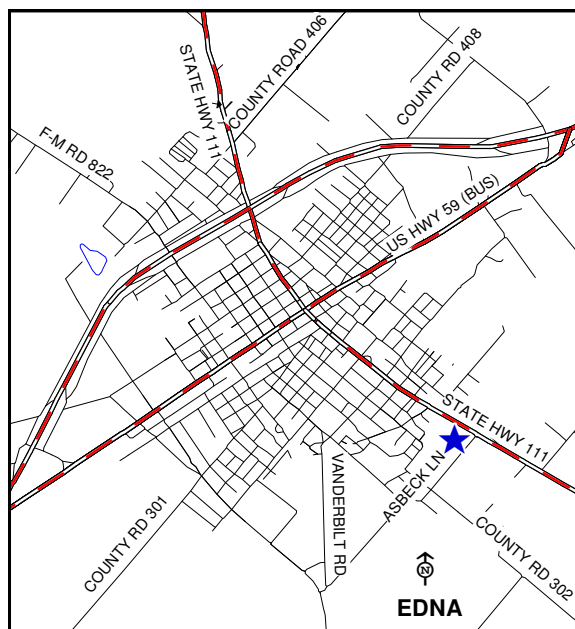 STATE HWY 111
COUNTY ROAD 406
COUNTY RD 408
F-M RD 822
US HWY 59 (BUS)
STATE HWY 111
ASBECK LN
VANDERBILT RD
COUNTY RD 301
COUNTY RD 302
N
EDNA